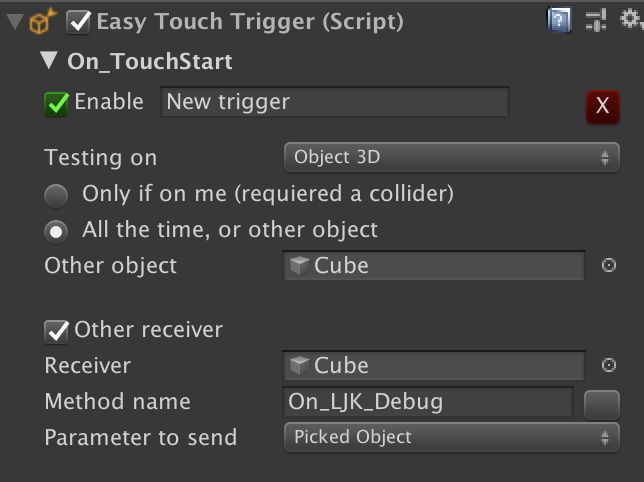 Easy Touch Trigger (Script)
On_TouchStart
Enable New trigger X
Testing on Object 3D
Only if on me (requiered a collider)
All the time, or other object
Other object Cube
Other receiver
Receiver Cube
Method name On_LJK_Debug
Parameter to send Picked Object